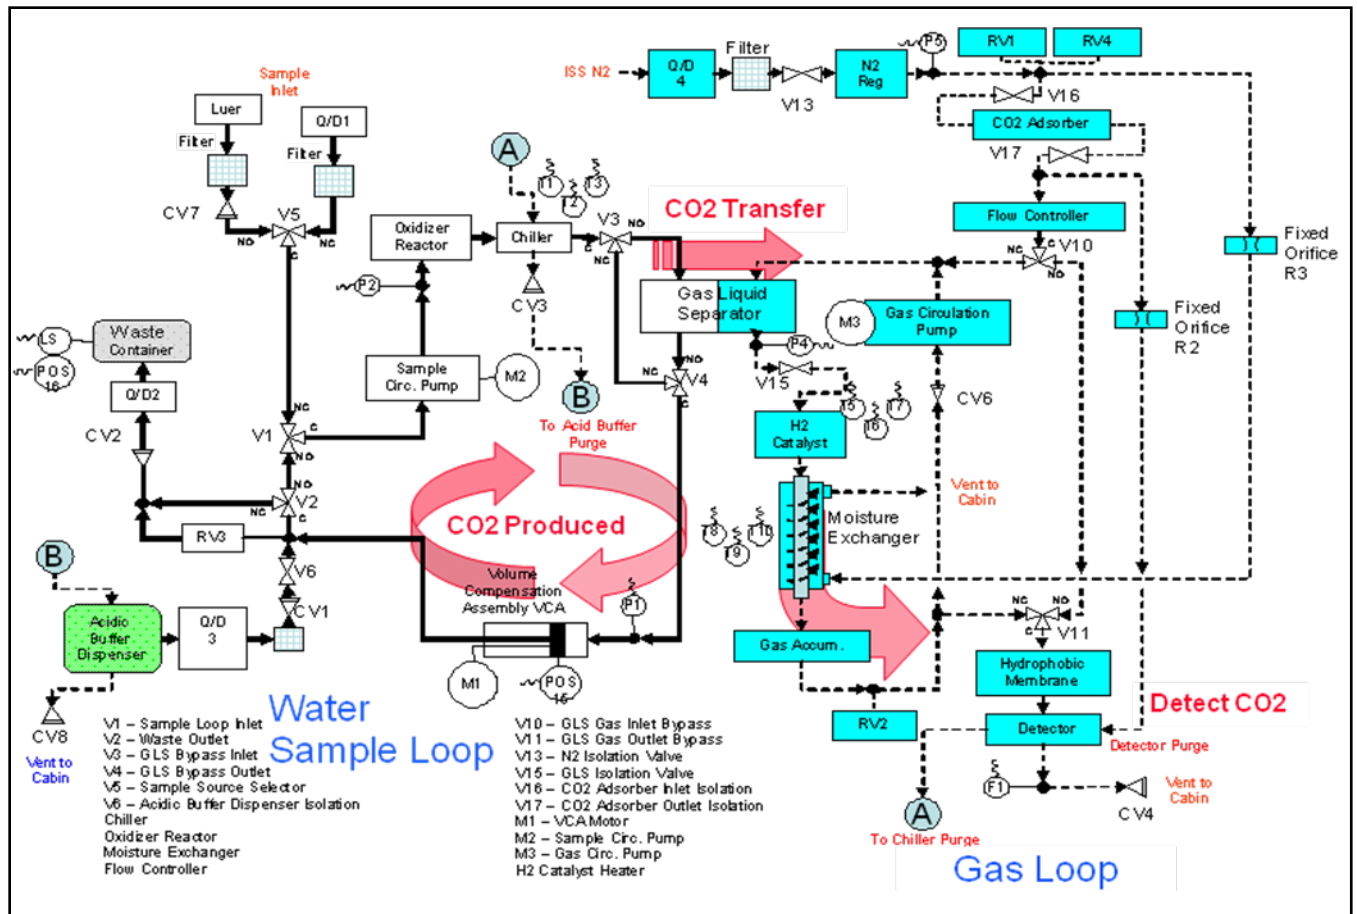 Sample
Inlet
Luer
Q/D1
Filter
Filter
CV7
V5
NO
NC
C
ISS N2
Q/D
4
Filter
V13
N2
Reg
P5
RV1
RV4
V16
CO2 Adsorber
V17
Flow Controller
NC
C
V10
NO
Fixed
Orifice
R3
Fixed
Orifice
R2
A
T1
T2
T3
Oxidizer
Reactor
Chiller
V3
NO
C
NC
CO2 Transfer
P2
CV3
Gas Liquid
Separator
M3
Gas Circulation
Pump
P4
V15
CV6
LS
POS
16
Waste
Container
Q/D2
CV2
Sample
Circ. Pump
M2
B
To Acid Buffer
Purge
NO
V4
NC
C
T5
T6
T7
H2
Catalyst
NC
V1
C
NO
NO
V2
NC
C
RV3
V6
CV1
CO2 Produced
Vent to
Cabin
T8
T9
T10
Moisture
Exchanger
B
Acidic
Buffer
Dispenser
Q/D
3
Volume
Compensation
Assembly VCA
P1
M1
POS
15
Gas Accum.
RV2
NC
NO
C
V11
Hydrophobic
Membrane
Detector
Detect CO2
Detector Purge
F1
CV4
Vent to
Cabin
A
To Chiller Purge
Gas Loop
CV8
Vent to
Cabin
Water
Sample Loop
V1 – Sample Loop Inlet
V2 – Waste Outlet
V3 – GLS Bypass Inlet
V4 – GLS Bypass Outlet
V5 – Sample Source Selector
V6 – Acidic Buffer Dispenser Isolation
Chiller
Oxidizer Reactor
Moisture Exchanger
Flow Controller
V10 – GLS Gas Inlet Bypass
V11 – GLS Gas Outlet Bypass
V13 – N2 Isolation Valve
V15 – GLS Isolation Valve
V16 – CO2 Adsorber Inlet Isolation
V17 – CO2 Adsorber Outlet Isolation
M1 – VCA Motor
M2 – Sample Circ. Pump
M3 – Gas Circ. Pump
H2 Catalyst Heater